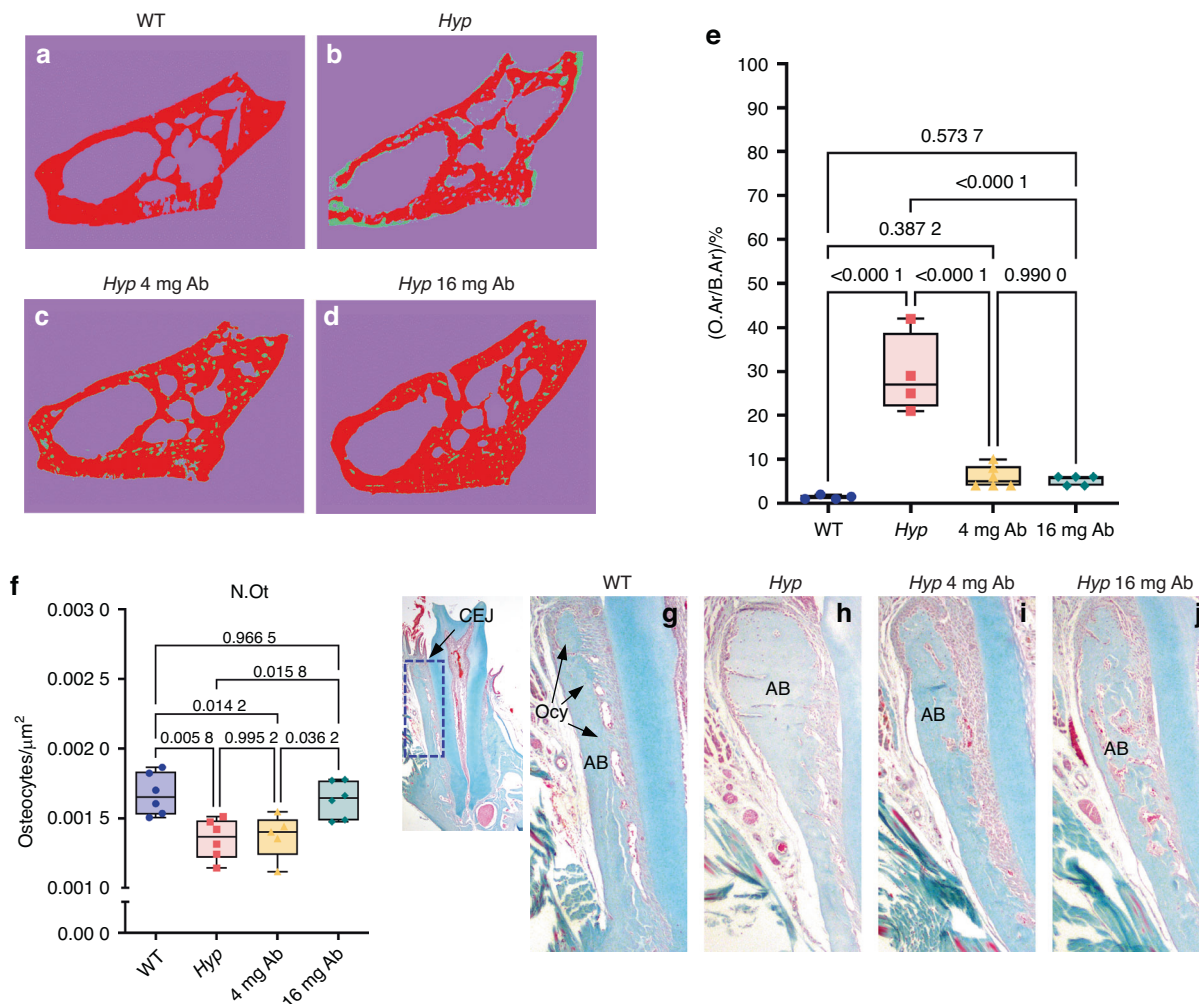 WT
Hyp
a
b
Hyp 4 mg Ab
Hyp 16 mg Ab
c
d
e
(O.Ar/B.Ar)/%
100
90
80
70
60
50
40
30
20
10
0
0.573 7
<0.000 1
0.387 2
<0.000 1
<0.000 1
0.990 0
WT
Hyp
4 mg Ab
16 mg Ab
f
N.Ot
Osteocytes/μm²
0.003 0
0.002 5
0.002 0
0.001 5
0.001 0
0.00 0
0.966 5
0.015 8
0.014 2
0.005 8
0.995 2
0.036 2
WT
Hyp
4 mg Ab
16 mg Ab
CEJ
WT
Hyp
Hyp 4 mg Ab
Hyp 16 mg Ab
g
h
i
j
Ocy
AB
AB
AB
AB